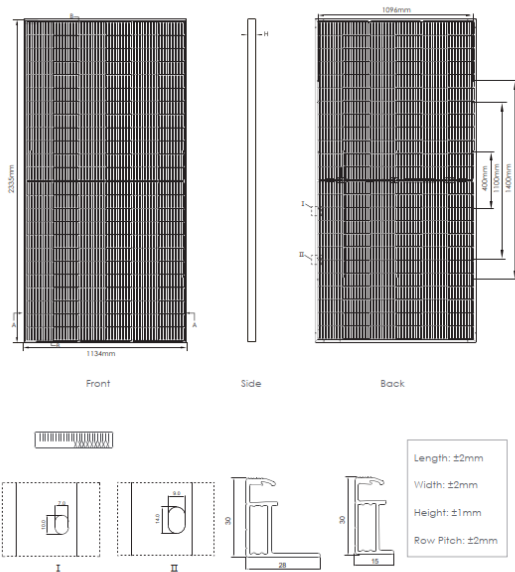 B
1096mm
H
2335mm
400mm
1100mm
1400mm
I
II
A
A
1134mm
Front
Side
Back
7.0
10.0
I
9.0
14.0
II
30
28
30
15
Length: ±2mm
Width: ±2mm
Height: ±1mm
Row Pitch: ±2mm